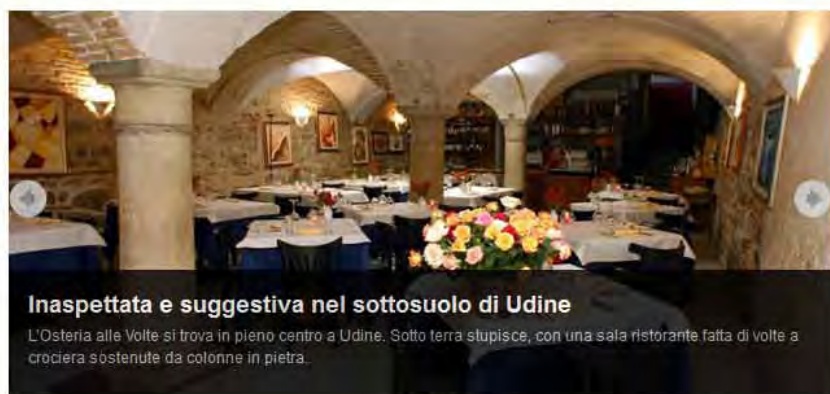 Inaspettata e suggestiva nel sottosuolo di Udine
L'Osteria alle Volte si trova in pieno centro a Udine. Sotto terra stupisce, con una sala ristorante fatta di volte a
crociera sostenute da colonne in pietra.